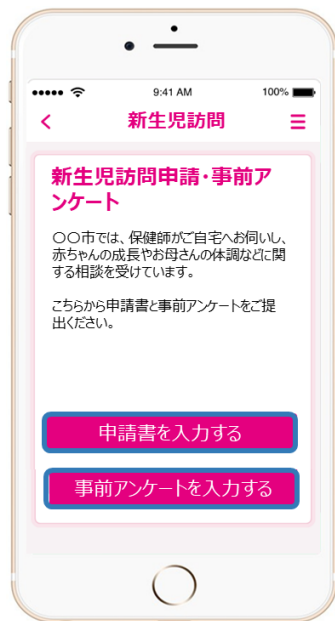 9:41 AM
100%
新生児訪問
新生児訪問申請・事前ア
ンケート
〇〇市では、保健師がご自宅へお伺いし、
赤ちゃんの成長やお母さんの体調などに関
する相談を受けています。
こちらから申請書と事前アンケートをご提
出ください。
申請書を入力する
事前アンケートを入力する